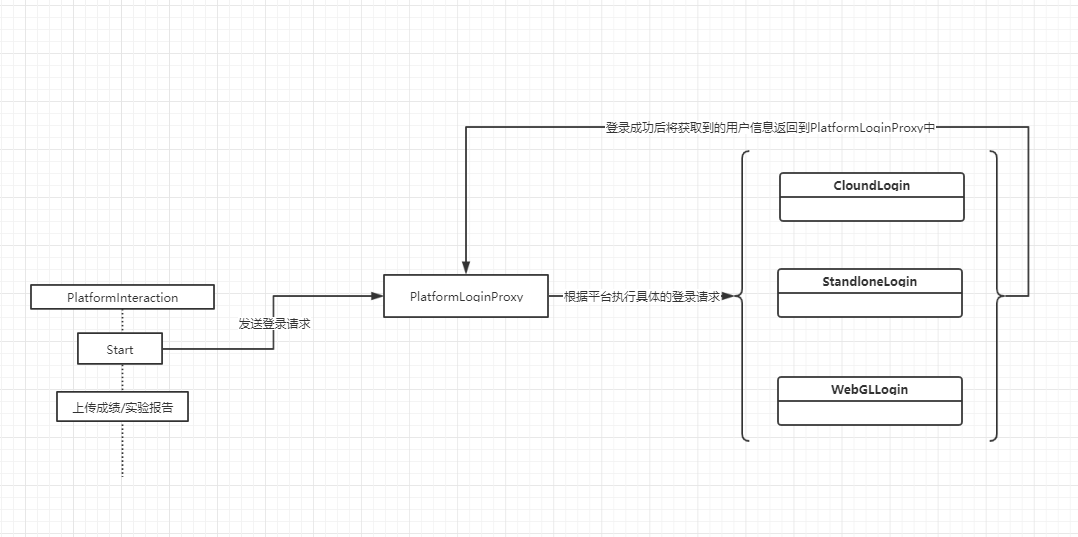 登录成功后将获取到的用户信息返回到PlatformLoginProxy中
CloundLogin
StandloneLogin
PlatformInteraction
PlatformLoginProxy
根据平台执行具体的登录请求
发送登录请求
Start
WebGLLogin
上传成绩/实验报告